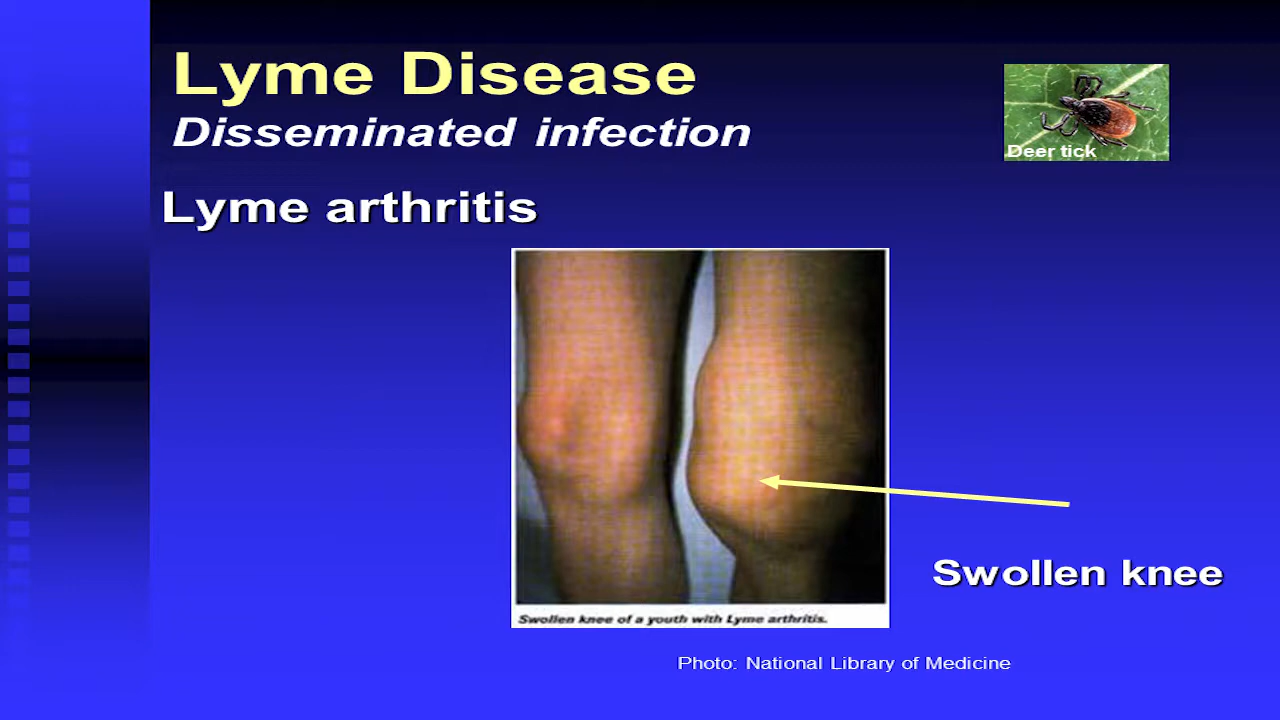 Lyme Disease
Disseminated infection
Deer tick
Lyme arthritis
Swollen knee
Swollen knee of a youth with Lyme arthritis.
Photo: National Library of Medicine